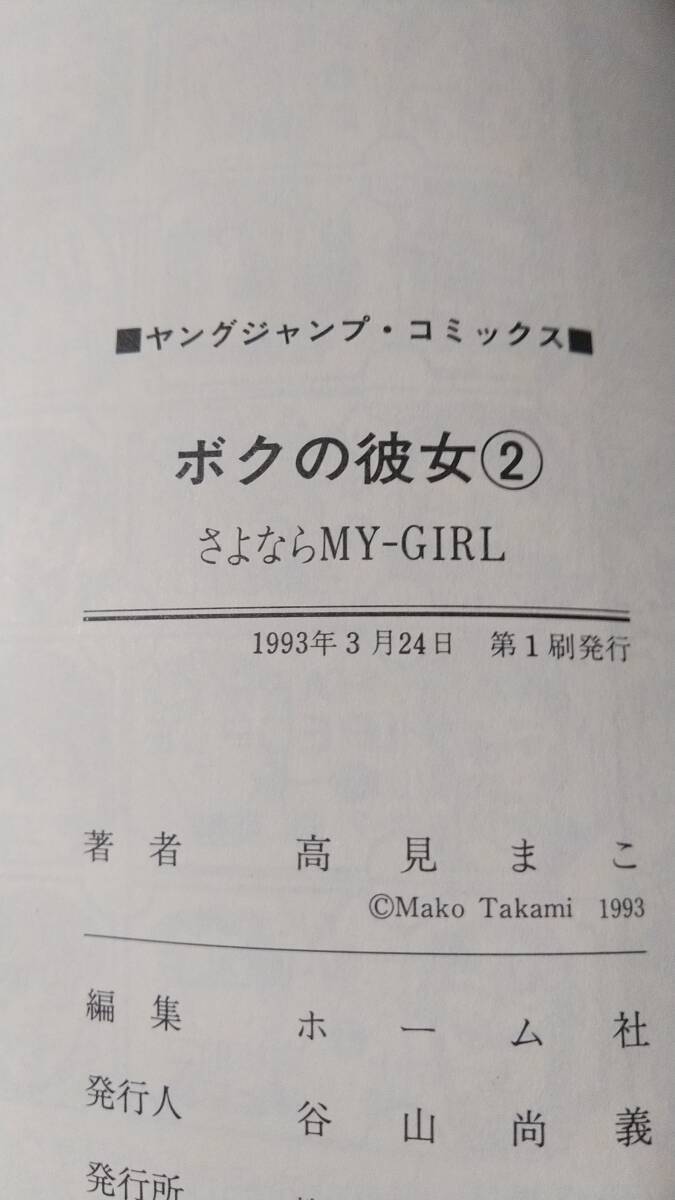 ■ヤングジャンプ・コミックス■
ボクの彼女②
さよならMY-GIRL
1993年3月24日　第1刷発行
著者　高見まこ
©Mako Takami 1993
編集　ホーム社
発行人　谷山尚義
発行所